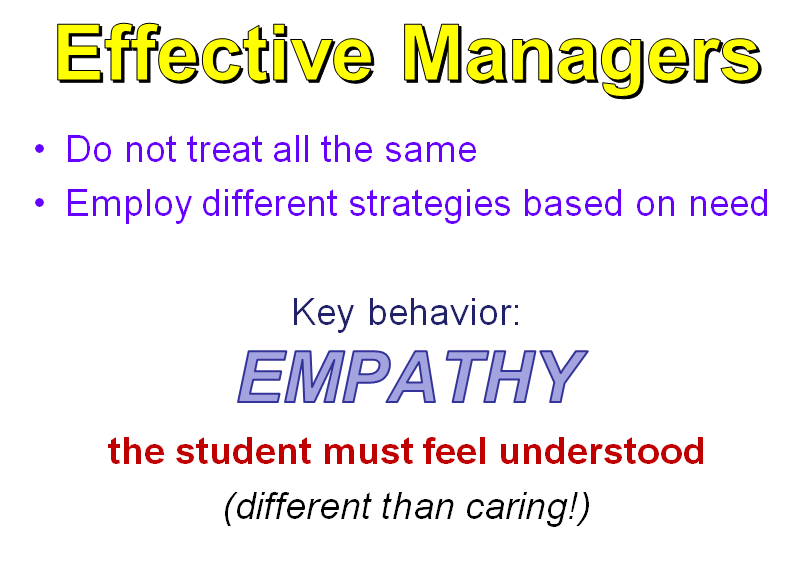 Effective Managers
• Do not treat all the same
• Employ different strategies based on need
Key behavior:
EMPATHY
the student must feel understood
(different than caring!)